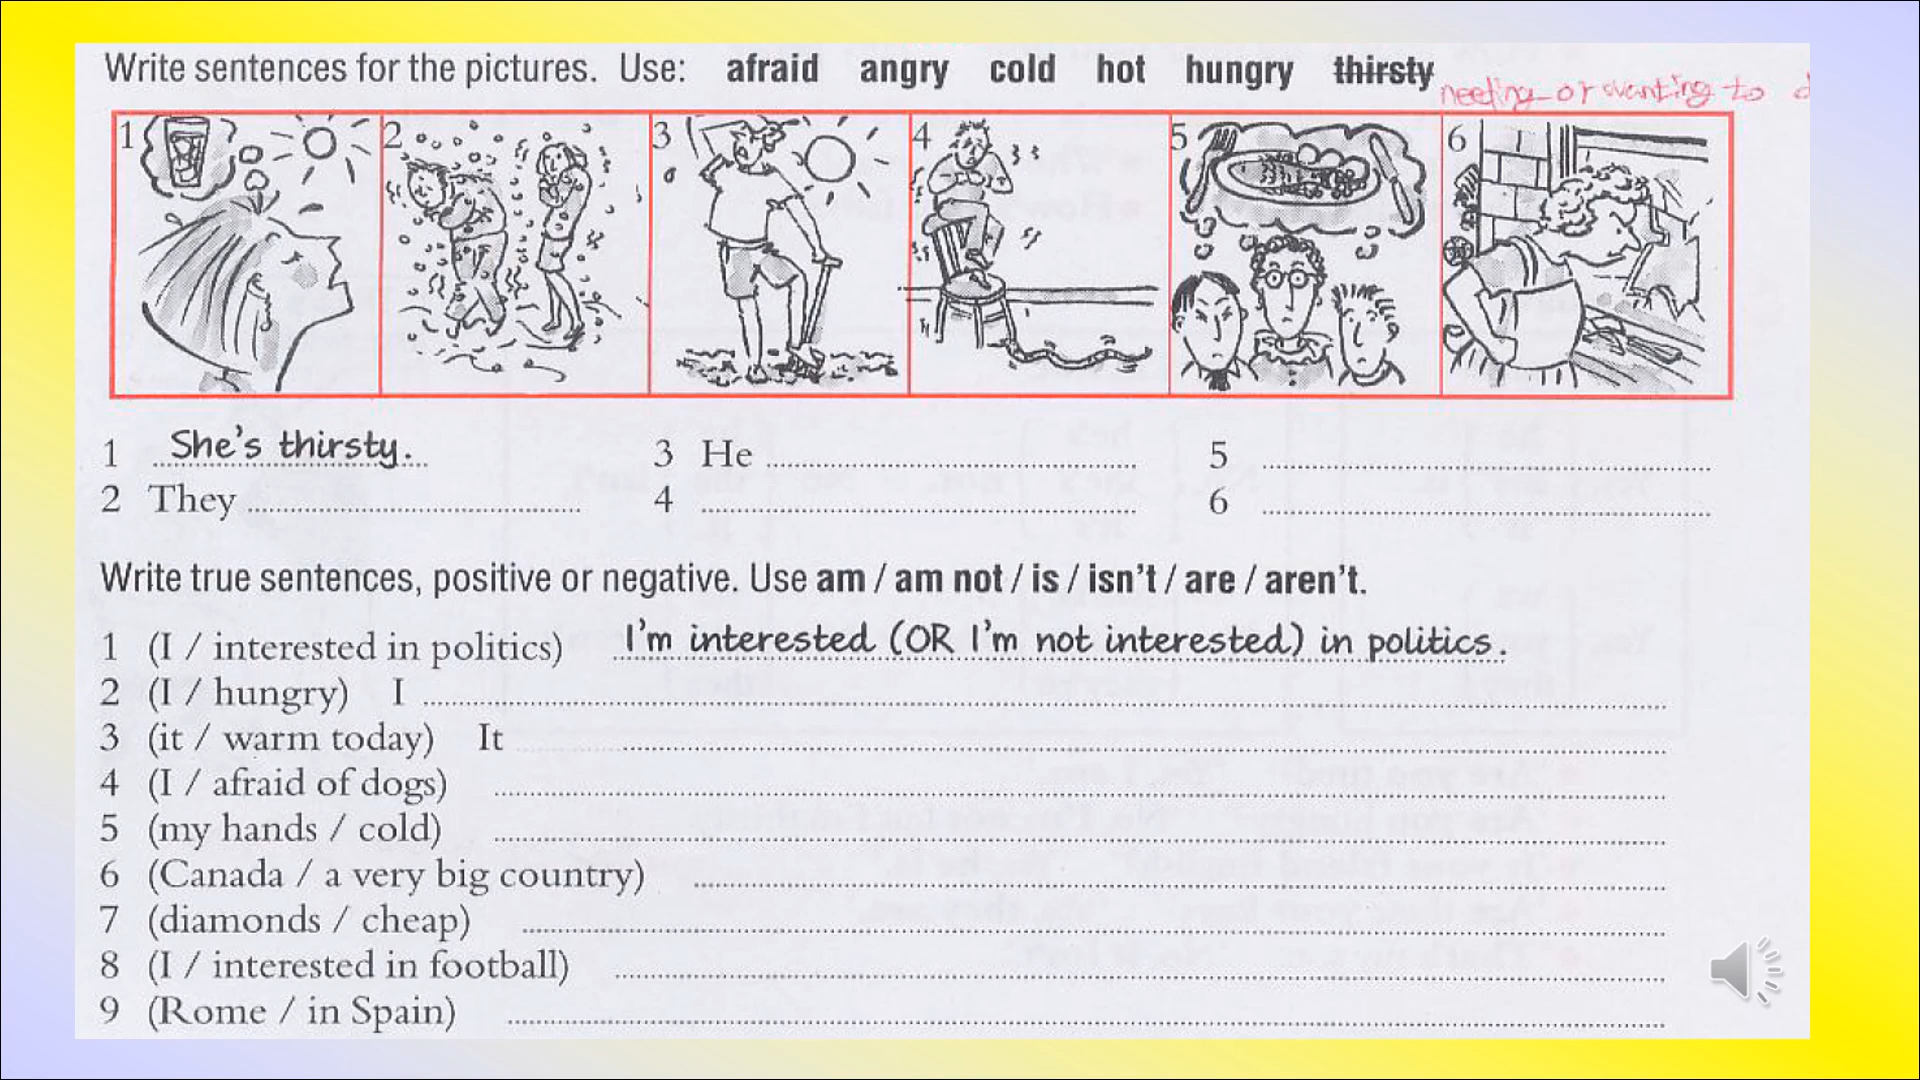 Write sentences for the pictures. Use: afraid angry cold hot hungry thirsty
needing or wanting to
1 2 3 4 5 6
1 She's thirsty. 3 He 5
2 They 4 6
Write true sentences, positive or negative. Use am / am not / is / isn't / are / aren't.
1 (I / interested in politics) I'm interested (OR I'm not interested) in politics.
2 (I / hungry) I
3 (it / warm today) It
4 (I / afraid of dogs)
5 (my hands / cold)
6 (Canada / a very big country)
7 (diamonds / cheap)
8 (I / interested in football)
9 (Rome / in Spain)